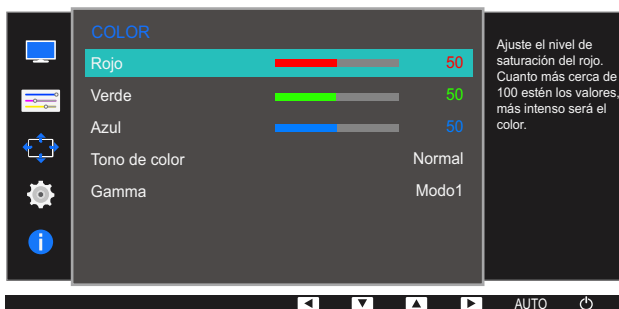 COLOR
Rojo 50
Verde 50
Azul 50
Tono de color Normal
Gamma Modo1
Ajuste el nivel de
saturación del rojo.
Cuanto más cerca de
100 estén los valores,
más intenso será el
color.
AUTO